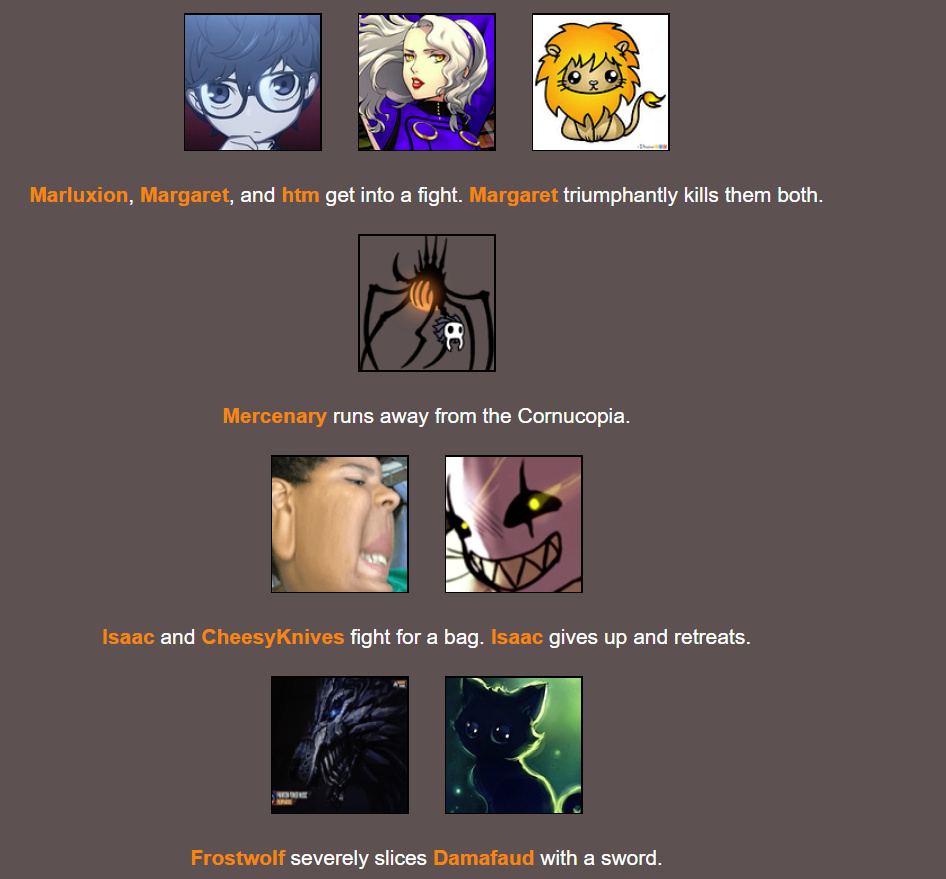 Marluxion, Margaret, and htm get into a fight. Margaret triumphantly kills them both.
Mercenary runs away from the Cornucopia.
Isaac and CheesyKnives fight for a bag. Isaac gives up and retreats.
Frostwolf severely slices Damafaud with a sword.